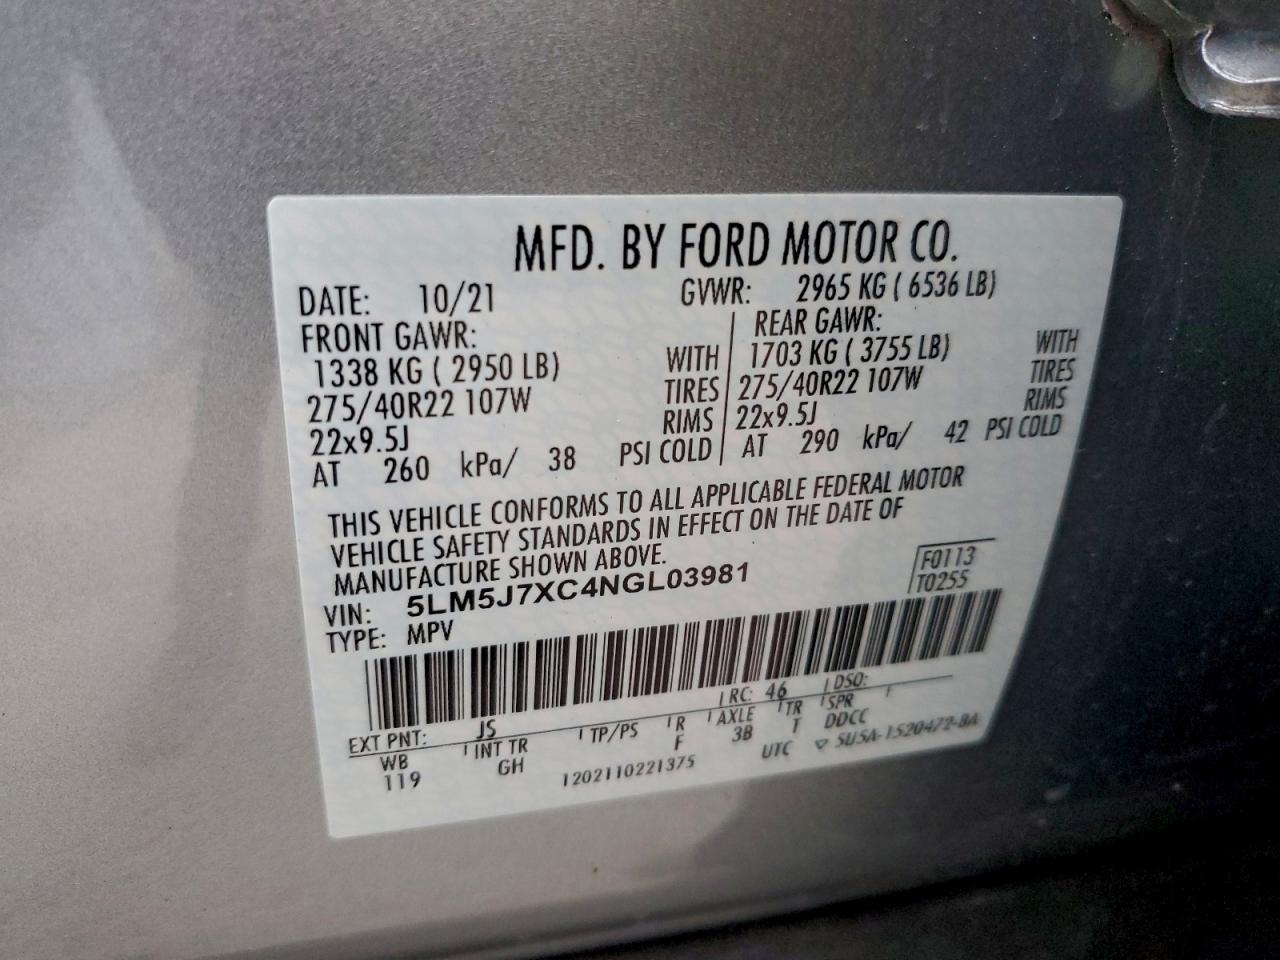 MFD. BY FORD MOTOR CO.
DATE: 10/21 GVWR: 2965 KG ( 6536 LB)
FRONT GAWR: REAR GAWR:
1338 KG ( 2950 LB) WITH 1703 KG ( 3755 LB) WITH
275/40R22 107W TIRES 275/40R22 107W TIRES
22x9.5J RIMS 22x9.5J RIMS
AT 260 kPa/ 38 PSI COLD AT 290 kPa/ 42 PSI COLD
THIS VEHICLE CONFORMS TO ALL APPLICABLE FEDERAL MOTOR
VEHICLE SAFETY STANDARDS IN EFFECT ON THE DATE OF
MANUFACTURE SHOWN ABOVE.
VIN: 5LM5J7XC4NGL03981 F0113
TYPE: MPV T0255
EXT PNT: JS RC: 46 DSO:
WB INT TR TP/PS R AXLE TR SPR
119 GH F 3B T DDCC
1202110221375 UTC ▽ 5U5A-1520472-BA